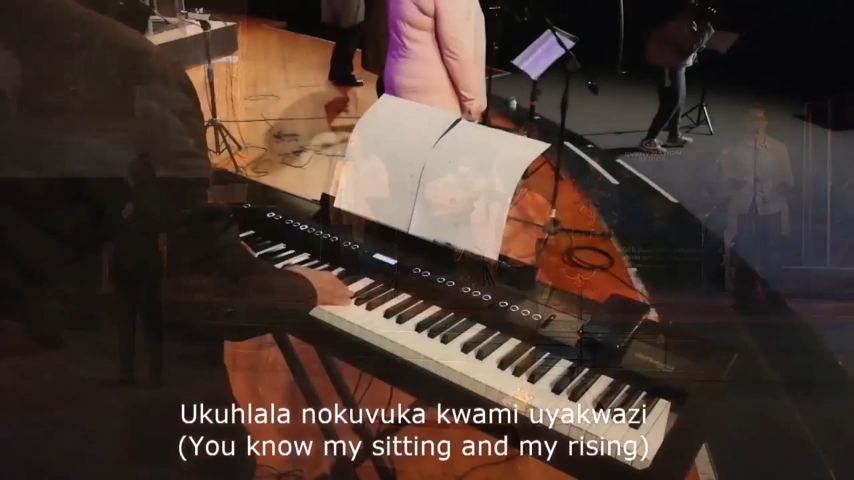 Ukuhlala nokuvuka kwami uyakwazi
(You know my sitting and my rising)